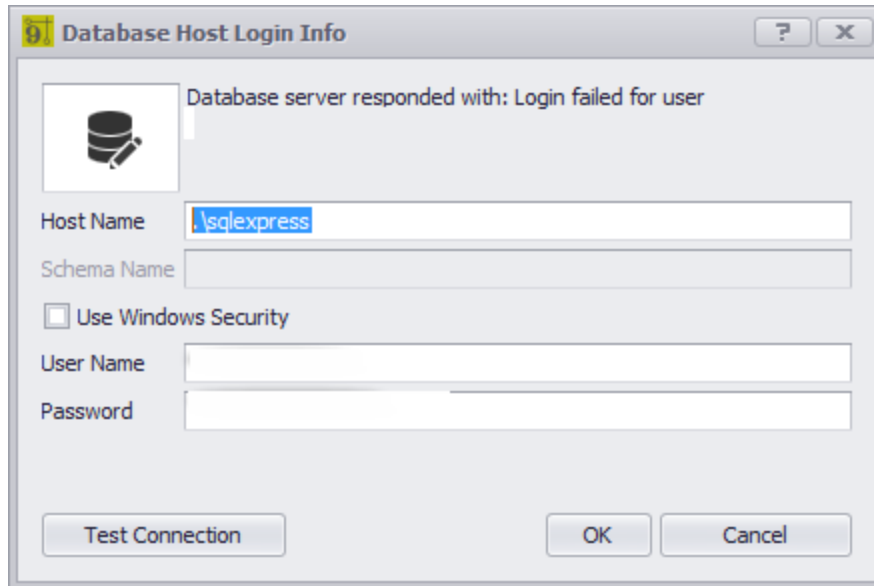 9 Database Host Login Info ? X
Database server responded with: Login failed for user
Host Name .\sqlexpress
Schema Name
Use Windows Security
User Name
Password
Test Connection OK Cancel